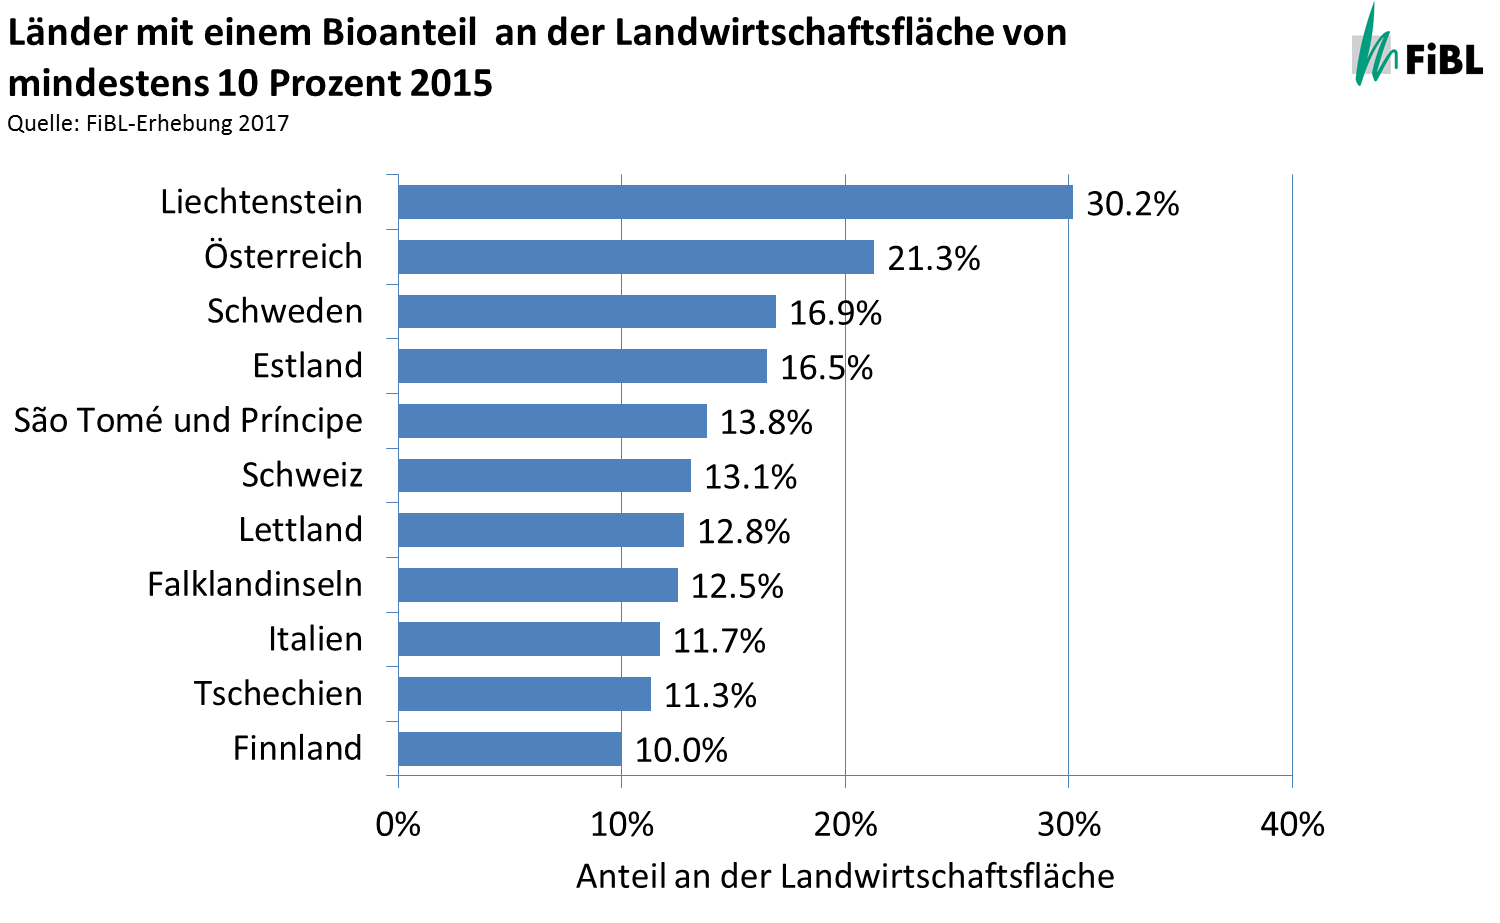 Länder mit einem Bioanteil  an der Landwirtschaftsfläche von
mindestens 10 Prozent 2015
Quelle: FiBL-Erhebung 2017
FiBL
Liechtenstein 30.2%
Österreich 21.3%
Schweden 16.9%
Estland 16.5%
São Tomé und Príncipe 13.8%
Schweiz 13.1%
Lettland 12.8%
Falklandinseln 12.5%
Italien 11.7%
Tschechien 11.3%
Finnland 10.0%
0% 10% 20% 30% 40%
Anteil an der Landwirtschaftsfläche